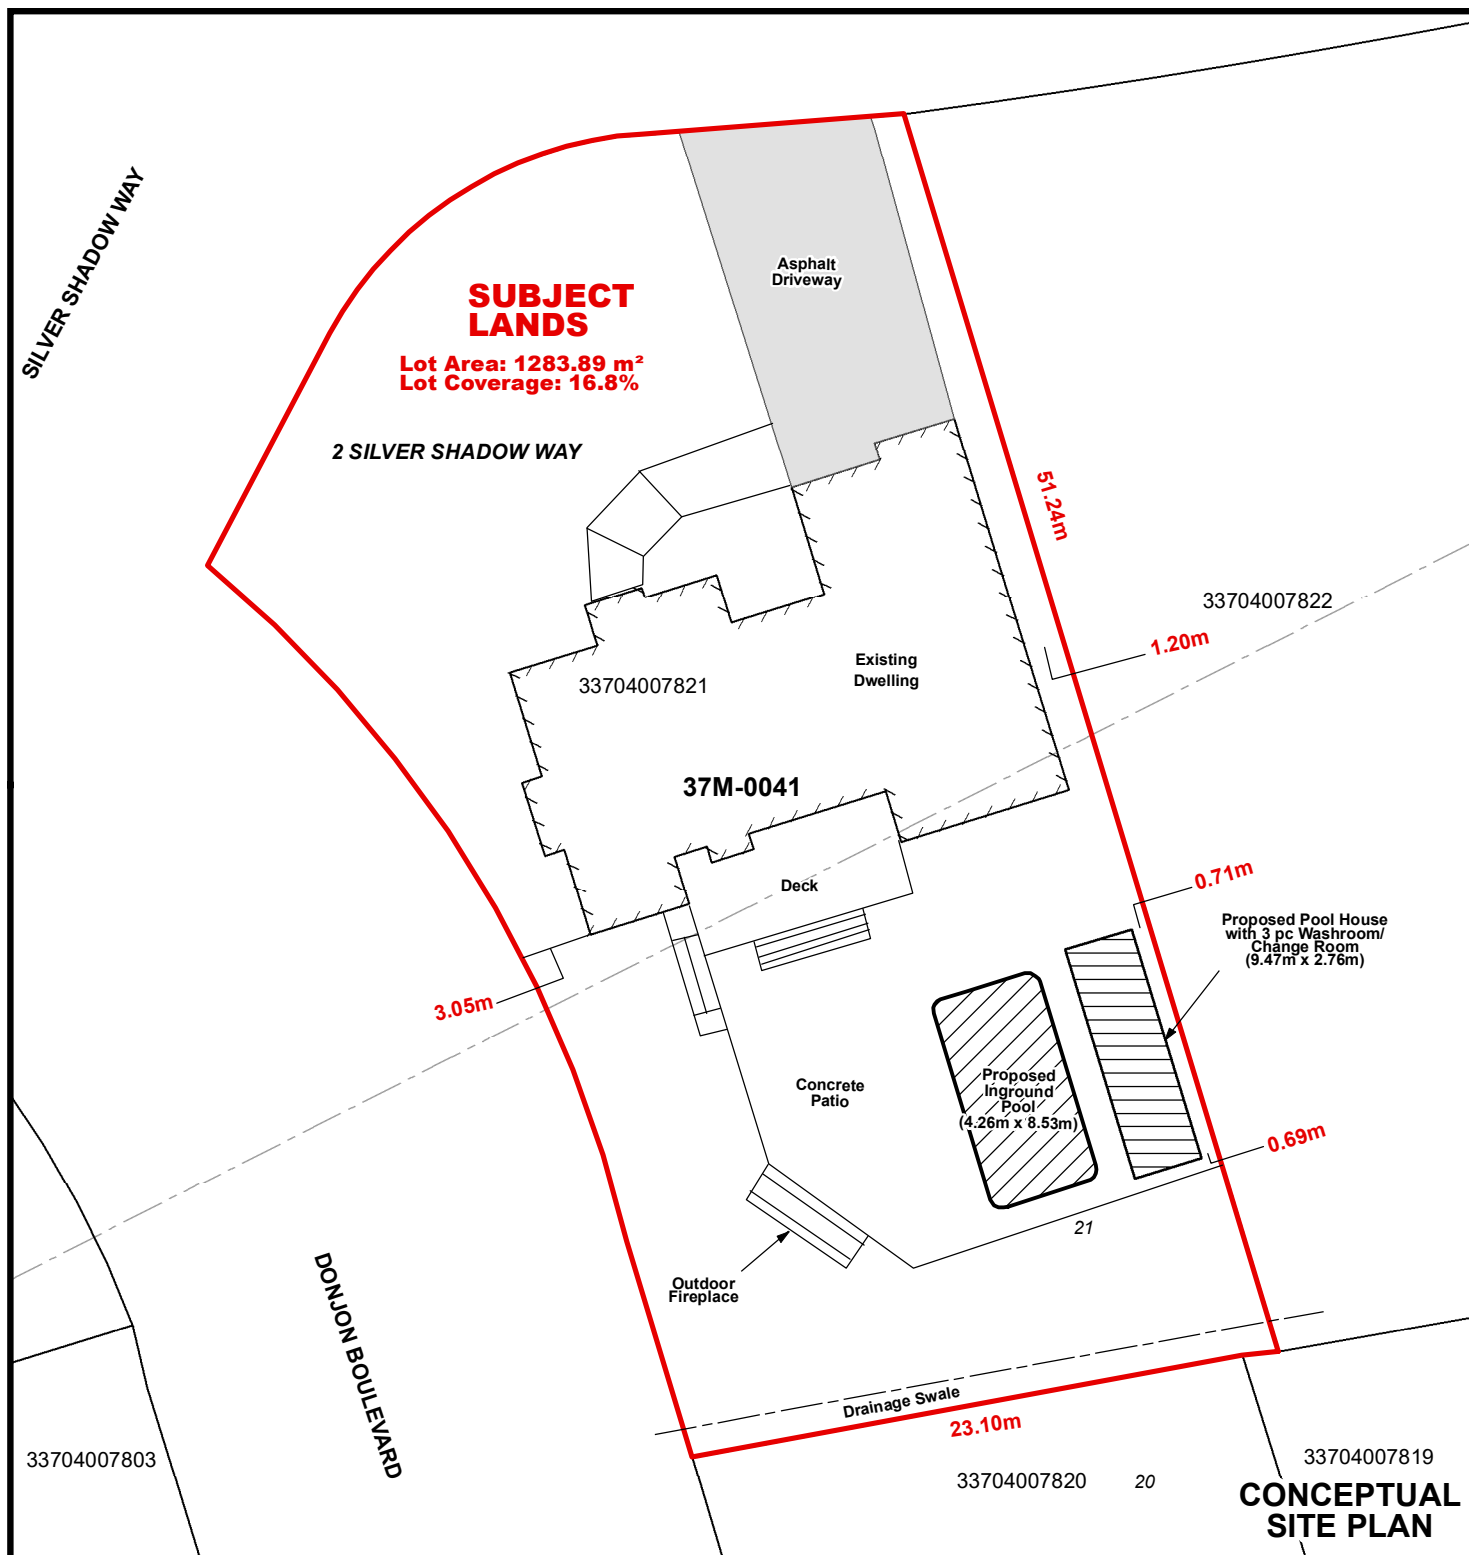 SILVER SHADOW WAY
Asphalt
Driveway
SUBJECT
LANDS
Lot Area: 1283.89 m²
Lot Coverage: 16.8%
2 SILVER SHADOW WAY
51.24m
33704007822
1.20m
Existing
Dwelling
33704007821
37M-0041
Deck
0.71m
Proposed Pool House
with 3 pc Washroom/
Change Room
(9.47m x 2.76m)
3.05m
Concrete
Patio
Proposed
Inground
Pool
(4.26m x 8.53m)
0.69m
21
Outdoor
Fireplace
DONJON BOULEVARD
Drainage Swale
23.10m
33704007803
33704007820
20
33704007819
CONCEPTUAL
SITE PLAN